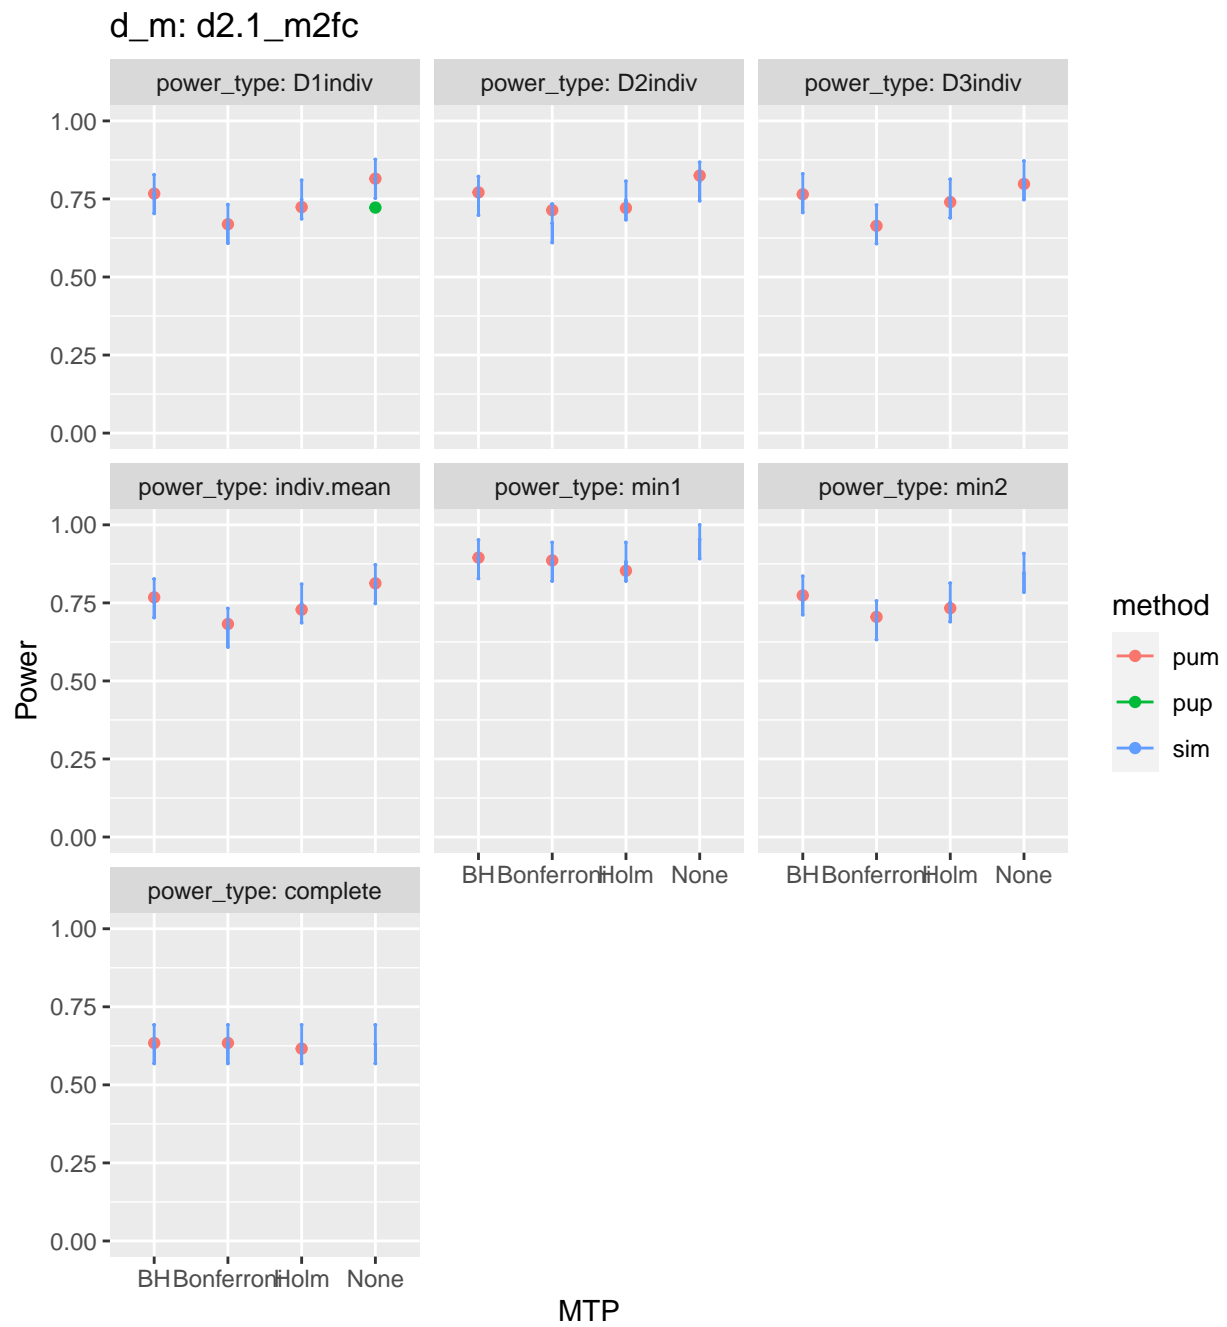 d_m: d2.1_m2fc
power_type: D1indiv power_type: D2indiv power_type: D3indiv
1.00
0.75
0.50
0.25
0.00
power_type: indiv.mean power_type: min1 power_type: min2
1.00
0.75
0.50
0.25
0.00
BH Bonferroni Holm None BH Bonferroni Holm None
power_type: complete
1.00
0.75
0.50
0.25
0.00
BH Bonferroni Holm None
MTP
Power
method
pum
pup
sim